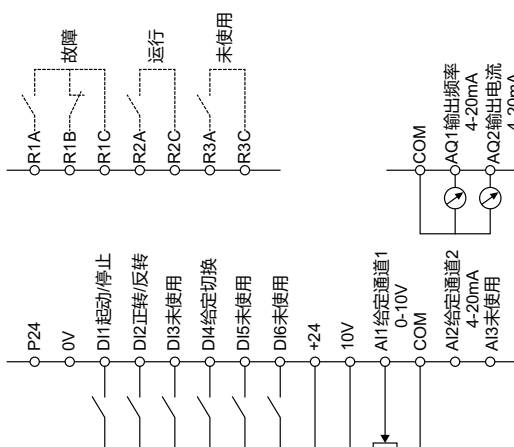 故障
运行
未使用
R1A
R1B
R1C
R2A
R2C
R3A
R3C
COM
AQ1输出频率
4-20mA
AQ2输出电流
4-20mA
P24
0V
DI1起动/停止
DI2正转/反转
DI3未使用
DI4给定切换
DI5未使用
DI6未使用
+24
10V
AI1给定通道1
0-10V
COM
AI2给定通道2
4-20mA
AI3未使用